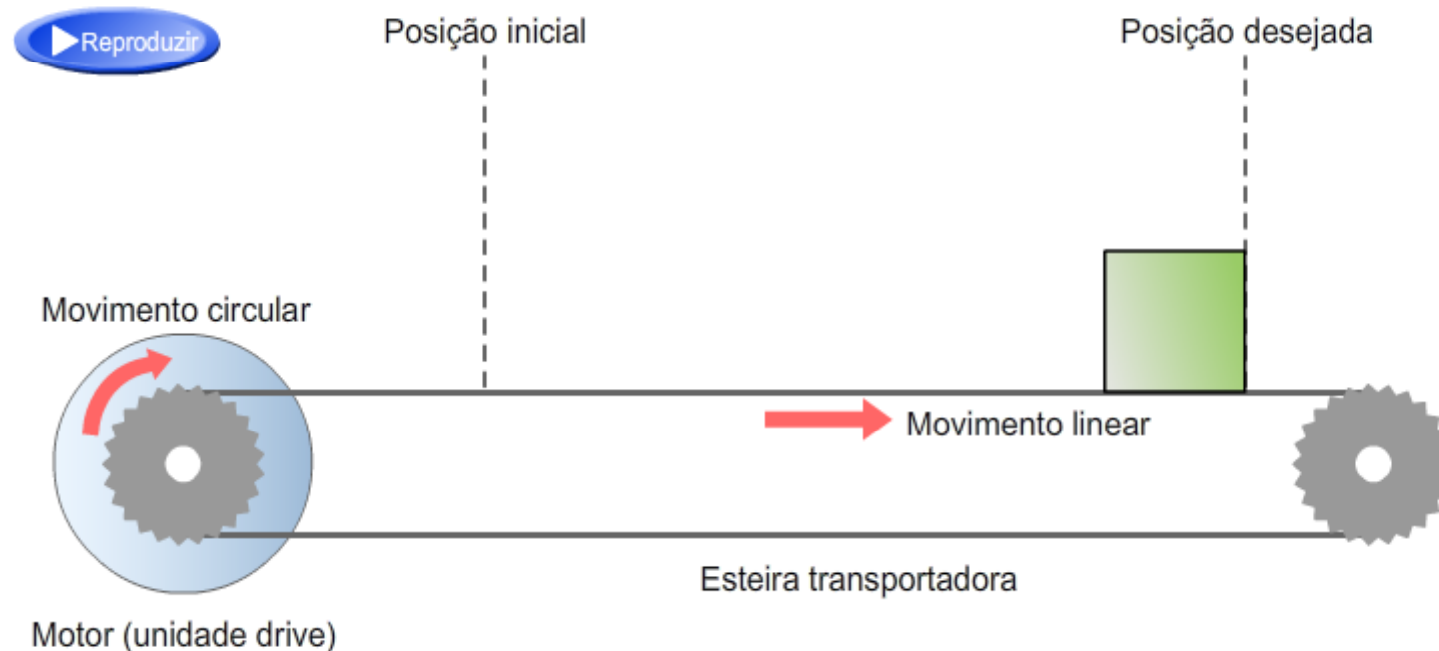 Reproduzir
Posição inicial
Posição desejada
Movimento circular
Movimento linear
Esteira transportadora
Motor (unidade drive)